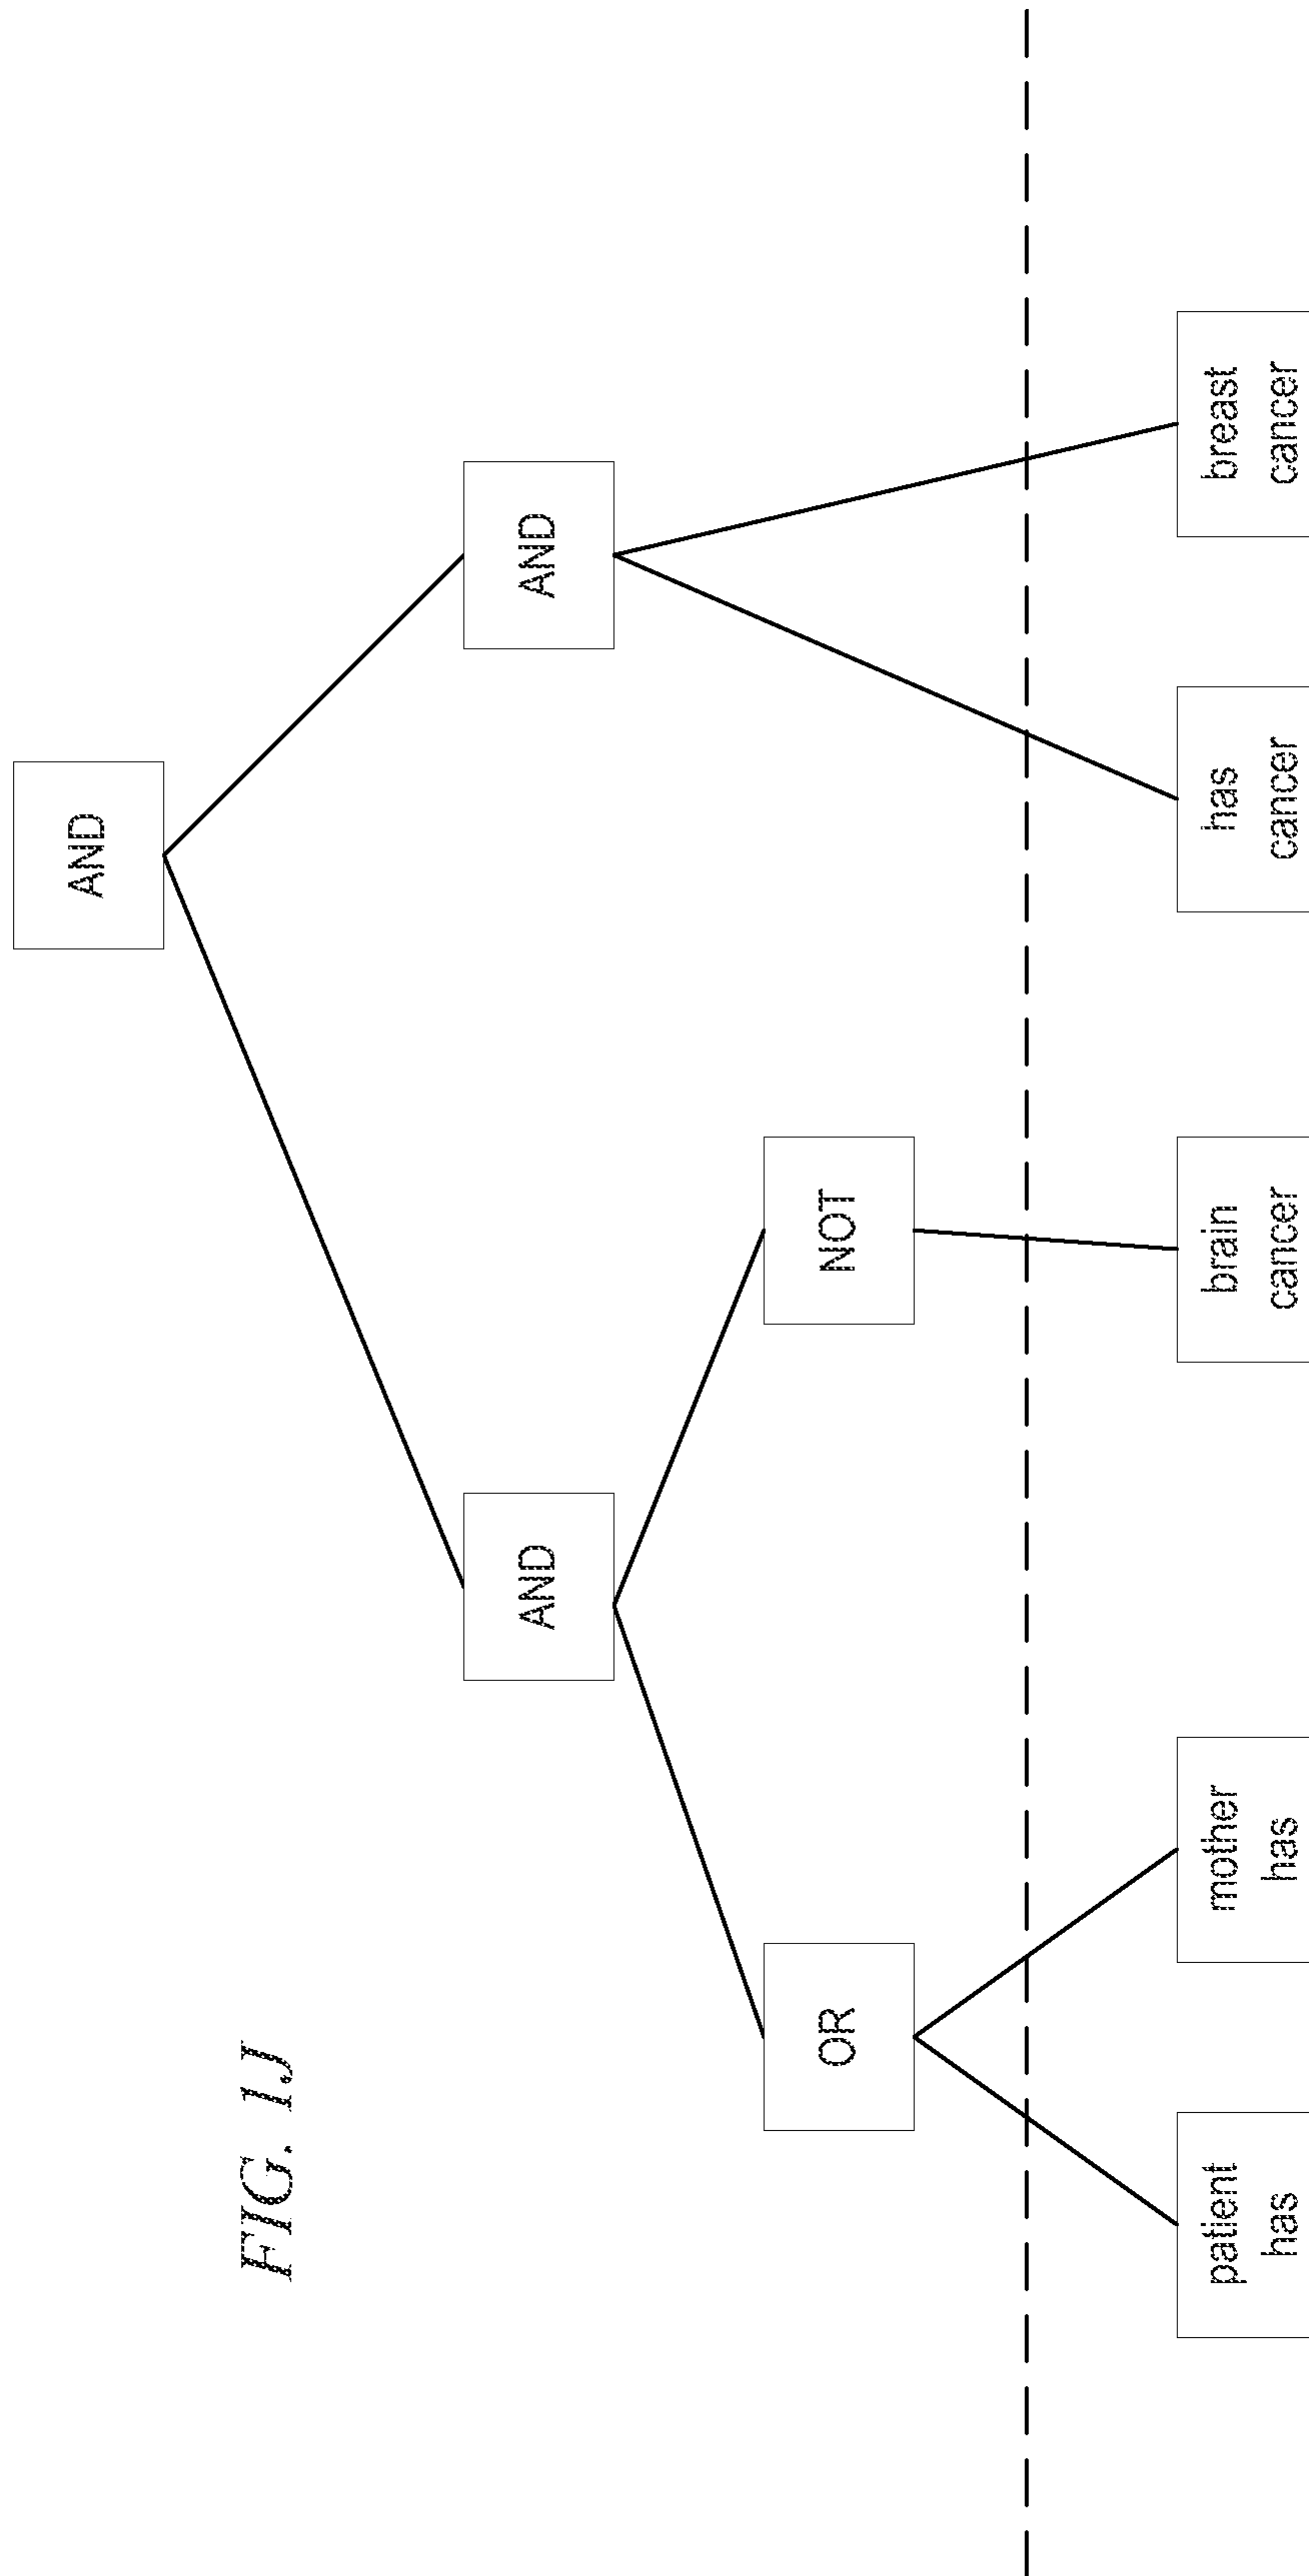 FIG. 1J
AND
AND
AND
OR
NOT
patient
has
mother
has
brain
cancer
has
cancer
breast
cancer